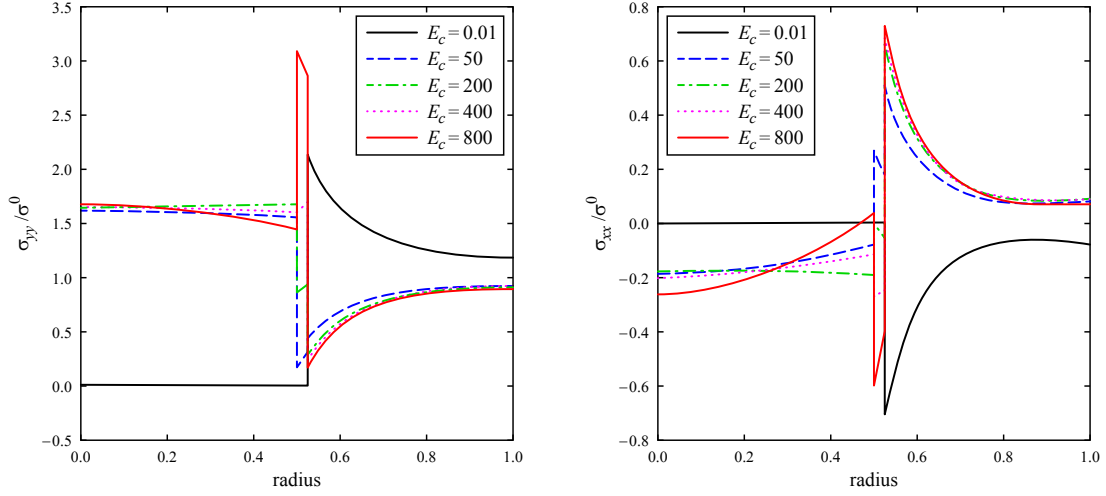 3.5
3.0
2.5
2.0
1.5
1.0
0.5
0.0
−0.5
σyy/σ⁰
0.0 0.2 0.4 0.6 0.8 1.0
radius
Ec = 0.01
Ec = 50
Ec = 200
Ec = 400
Ec = 800
0.8
0.6
0.4
0.2
0.0
−0.2
−0.4
−0.6
−0.8
σxx/σ⁰
0.0 0.2 0.4 0.6 0.8 1.0
radius
Ec = 0.01
Ec = 50
Ec = 200
Ec = 400
Ec = 800